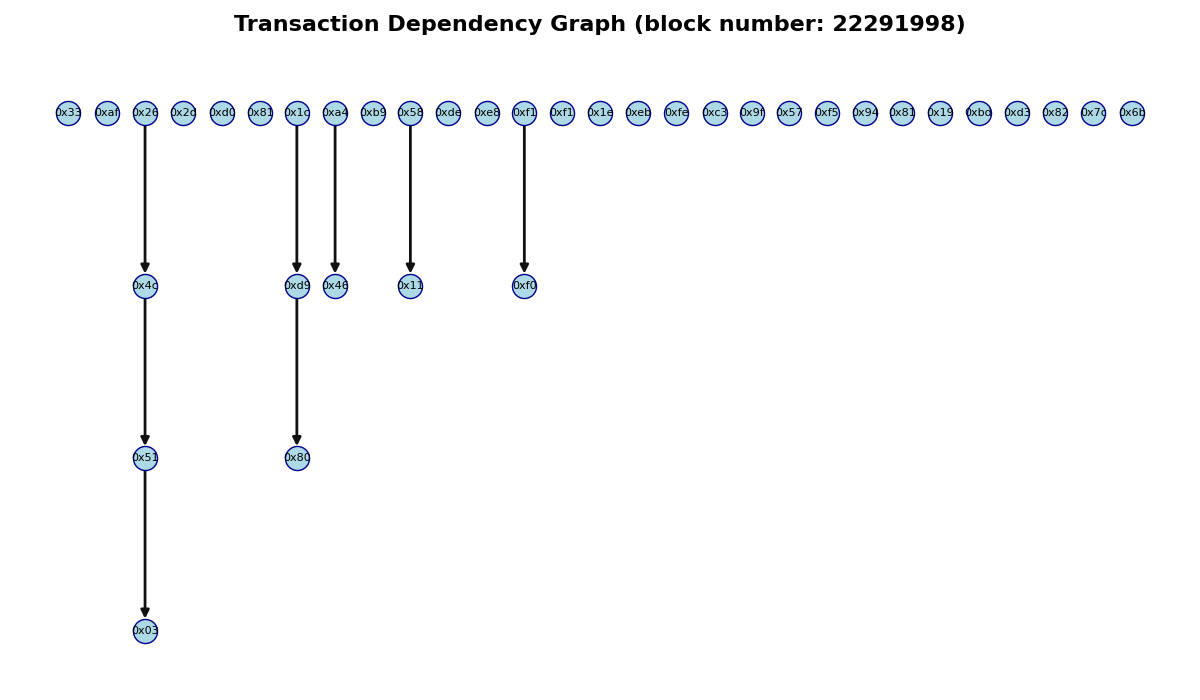 Transaction Dependency Graph (block number: 22291998)
0x33 0xaf 0x26 0x2d 0xd0 0x81 0x1c 0xa4 0xb9 0x58 0xde 0xe8 0xf1 0xf1 0x1e 0xeb 0xfe 0xc3 0x9f 0x57 0xf5 0x94 0x81 0x19 0xbd 0xd3 0x82 0x7c 0x6b
0x4c 0xd9 0x46 0x11 0xf0
0x51 0x80
0x03